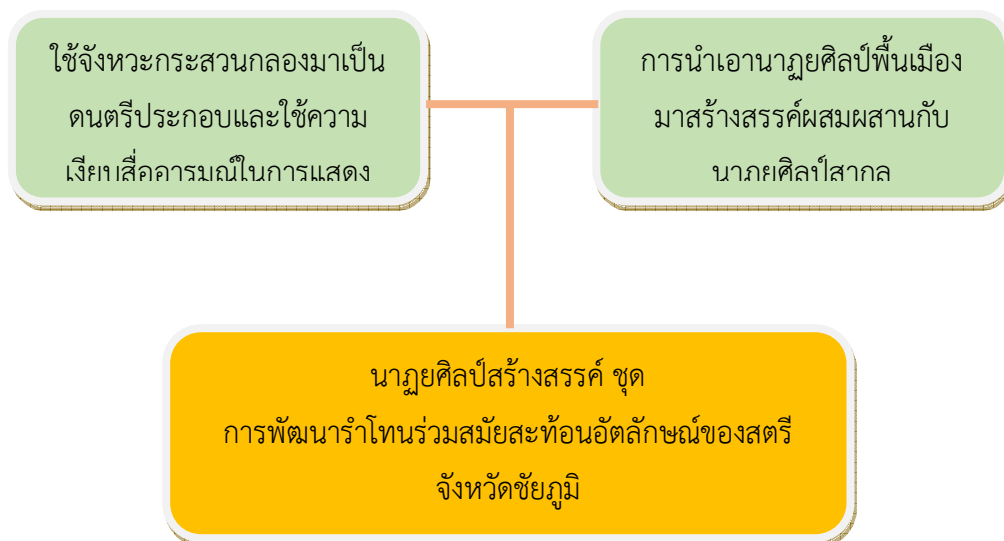 ใช้จังหวะกระสวนกลองมาเป็น
ดนตรีประกอบและใช้ความ
เงียบสื่ออารมณ์ในการแสดง
การนำเอานาฏยศิลป์พื้นเมือง
มาสร้างสรรค์ผสมผสานกับ
นาฏยศิลป์สากล
นาฏยศิลป์สร้างสรรค์ ชุด
การพัฒนารำโทนร่วมสมัยสะท้อนอัตลักษณ์ของสตรี
จังหวัดชัยภูมิ